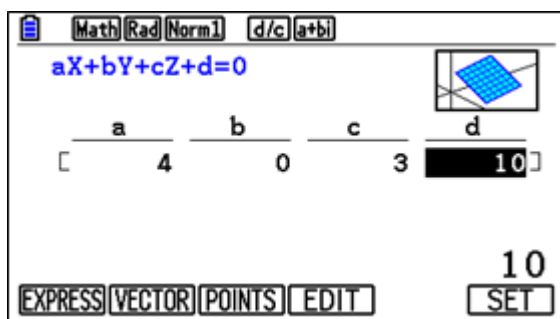 Math Rad Norm1 d/c a+bi
aX+bY+cZ+d=0
a b c d
[ 4 0 3 10 ]
10
EXPRESS VECTOR POINTS EDIT SET